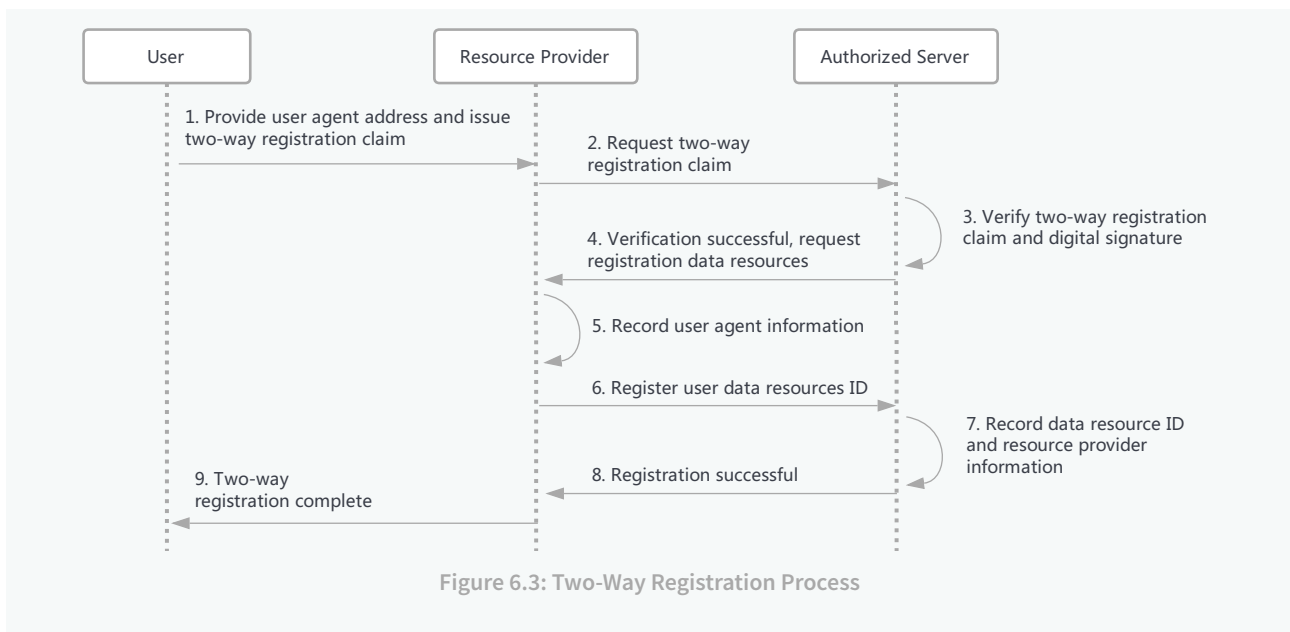 User
Resource Provider
Authorized Server
1. Provide user agent address and issue
two-way registration claim
2. Request two-way
registration claim
3. Verify two-way registration
claim and digital signature
4. Verification successful, request
registration data resources
5. Record user agent information
6. Register user data resources ID
7. Record data resource ID
and resource provider
information
8. Registration successful
9. Two-way
registration complete
Figure 6.3: Two-Way Registration Process